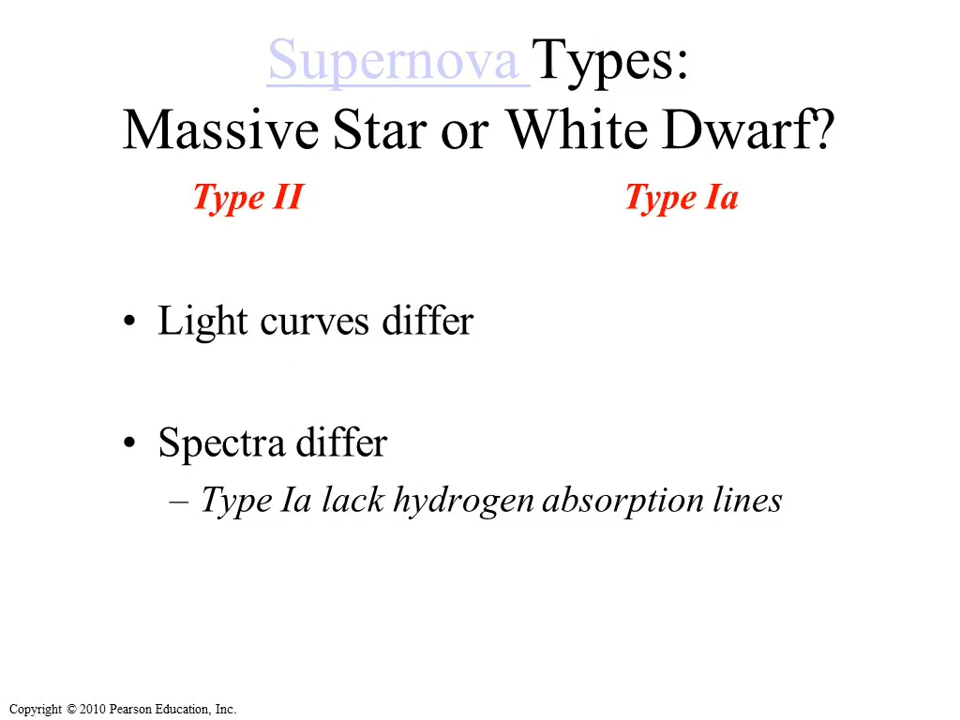 Supernova Types:
Massive Star or White Dwarf?
Type II Type Ia
• Light curves differ
• Spectra differ
– Type Ia lack hydrogen absorption lines
Copyright © 2010 Pearson Education, Inc.